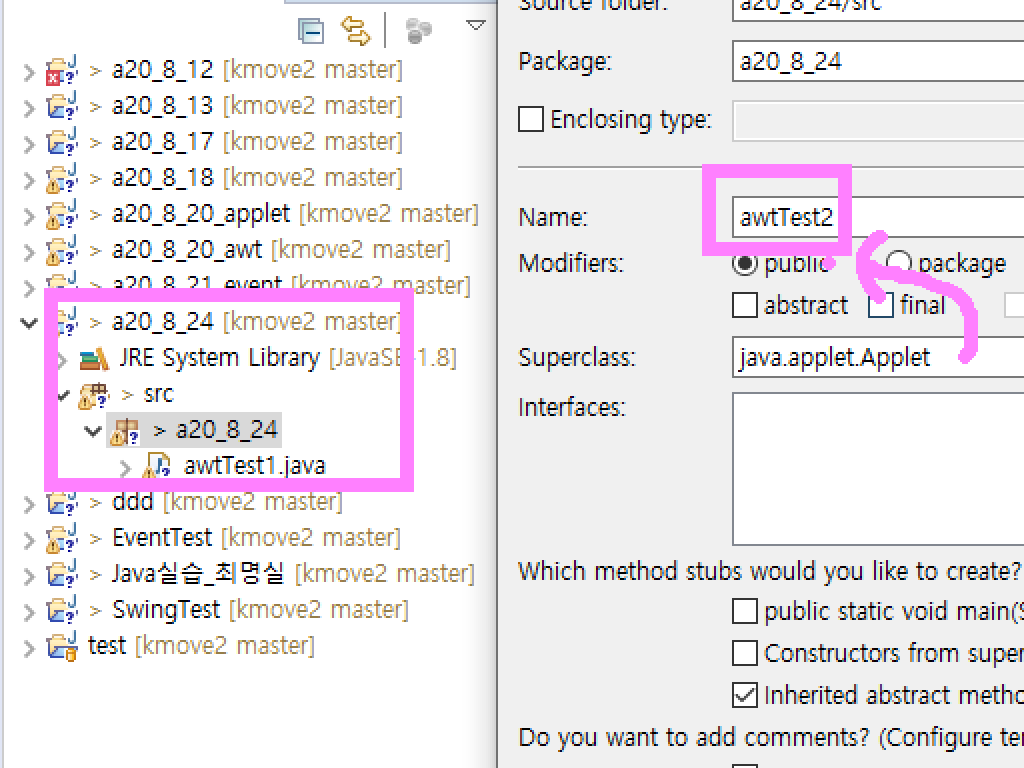 > a20_8_12 [kmove2 master]
> a20_8_13 [kmove2 master]
> a20_8_17 [kmove2 master]
> a20_8_18 [kmove2 master]
> a20_8_20_applet [kmove2 master]
> a20_8_20_awt [kmove2 master]
> a20_8_21_event [kmove2 master]
> a20_8_24 [kmove2 master]
JRE System Library [JavaSE-1.8]
> src
> a20_8_24
awtTest1.java
> ddd [kmove2 master]
> EventTest [kmove2 master]
> Java실습_최명실 [kmove2 master]
> SwingTest [kmove2 master]
test [kmove2 master]
Source folder: a20_8_24/src
Package: a20_8_24
Enclosing type:
Name: awtTest2
Modifiers: public package
abstract final
Superclass: java.applet.Applet
Interfaces:
Which method stubs would you like to create?
public static void main(S
Constructors from super
Inherited abstract metho
Do you want to add comments? (Configure te